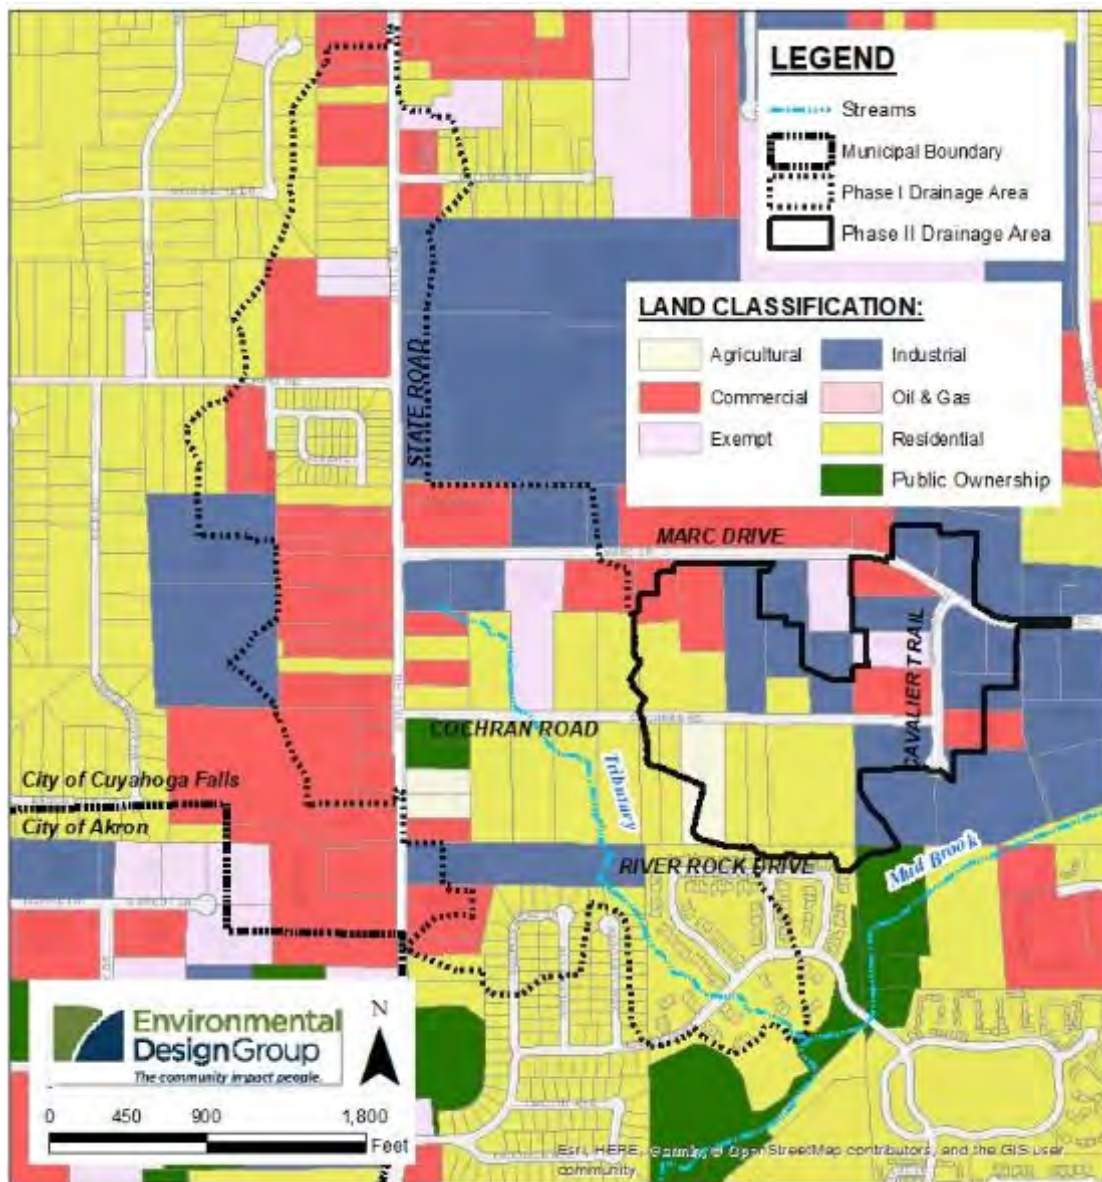 LEGEND
Streams
Municipal Boundary
Phase I Drainage Area
Phase II Drainage Area
LAND CLASSIFICATION:
Agricultural
Industrial
Commercial
Oil & Gas
Exempt
Residential
Public Ownership
STATE ROAD
MARC DRIVE
CAVALIER TRAIL
COCHRAN ROAD
Tributary
City of Cuyahoga Falls
City of Akron
RIVER ROCK DRIVE
Mud Brook
Environmental
DesignGroup
The community impact people.
N
0 450 900 1,800
Feet
Esri, HERE, Garmin, © OpenStreetMap contributors, and the GIS user
community